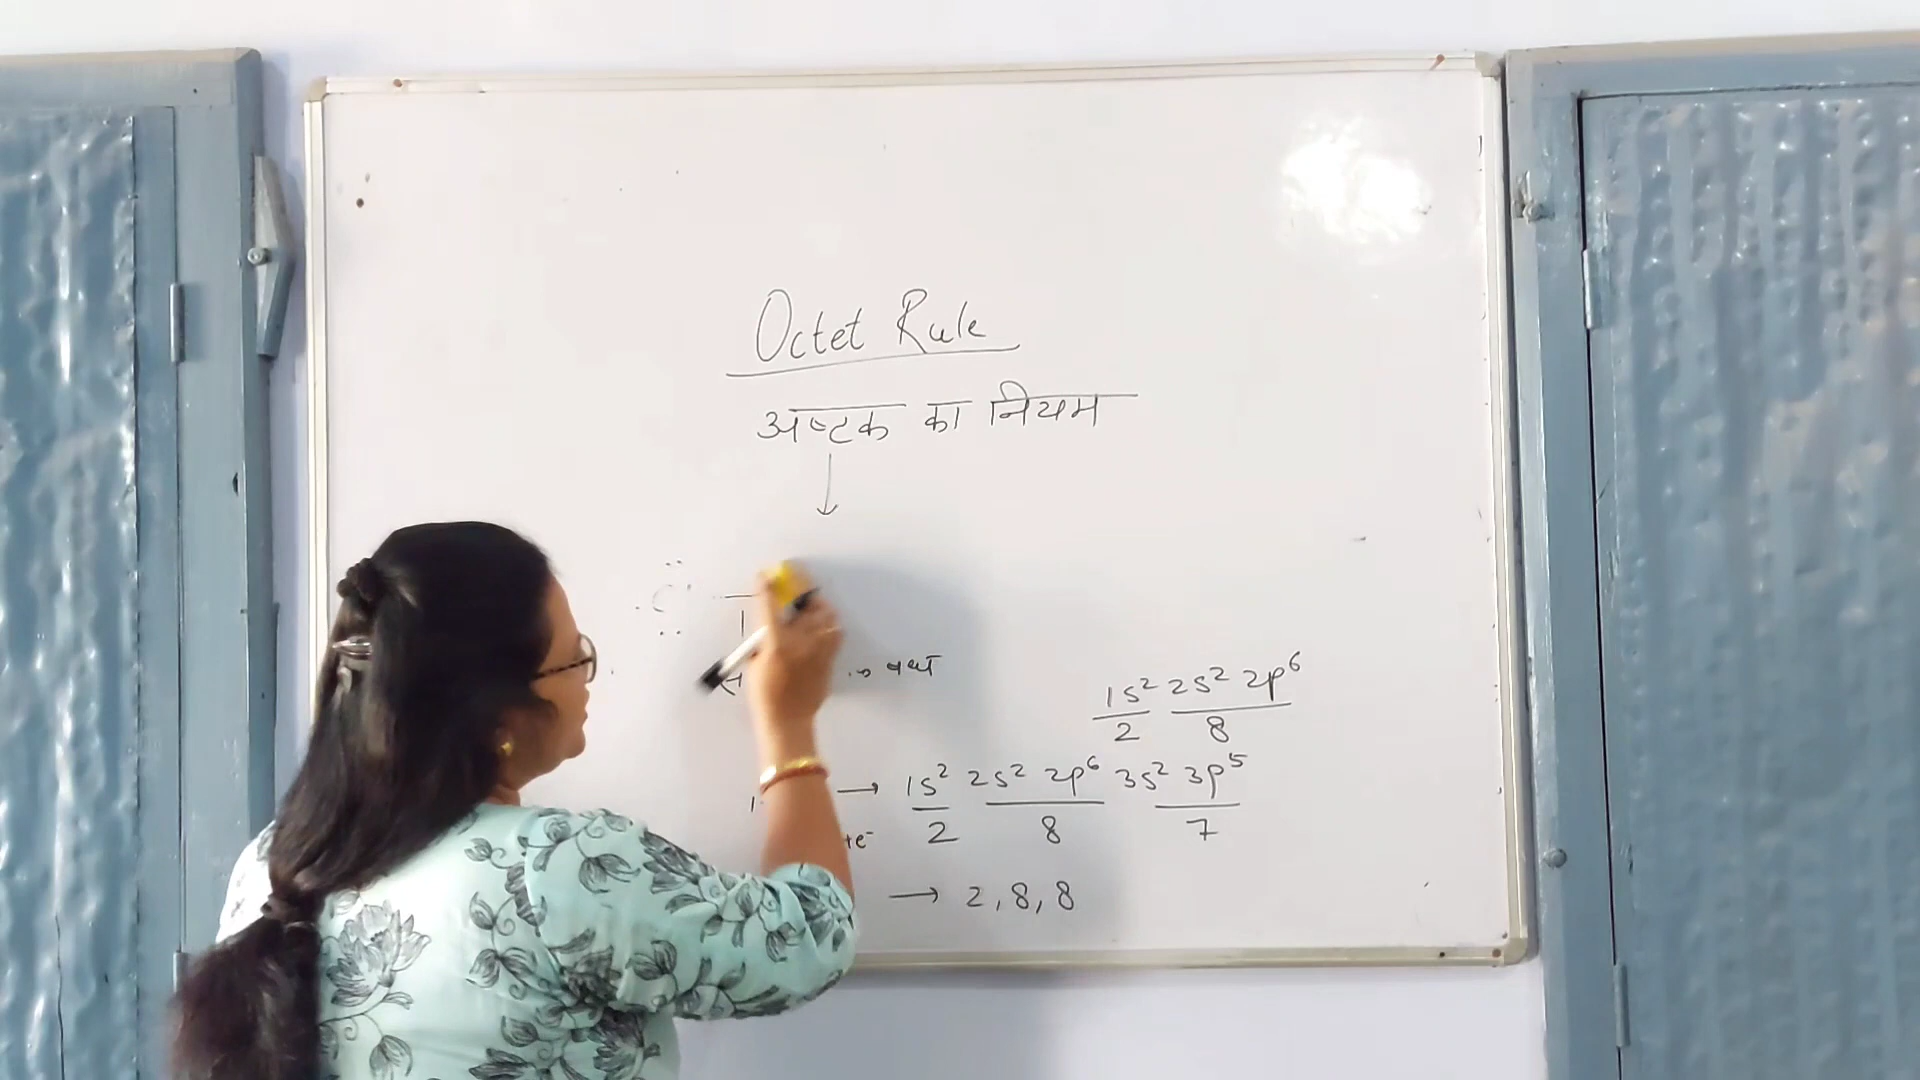 Octet Rule
अष्टक का नियम
↓
1s² 2s² 2p⁶
2 8
→ 1s² 2s² 2p⁶ 3s² 3p⁵
+e⁻ 2 8 7
→ 2, 8, 8